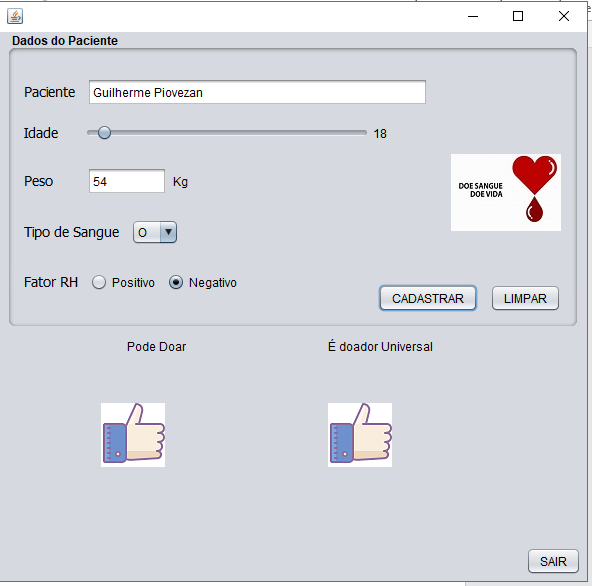 Dados do Paciente
Paciente Guilherme Piovezan
Idade 18
Peso 54 Kg
DOE SANGUE
DOE VIDA
Tipo de Sangue O
Fator RH Positivo Negativo
CADASTRAR LIMPAR
Pode Doar É doador Universal
SAIR